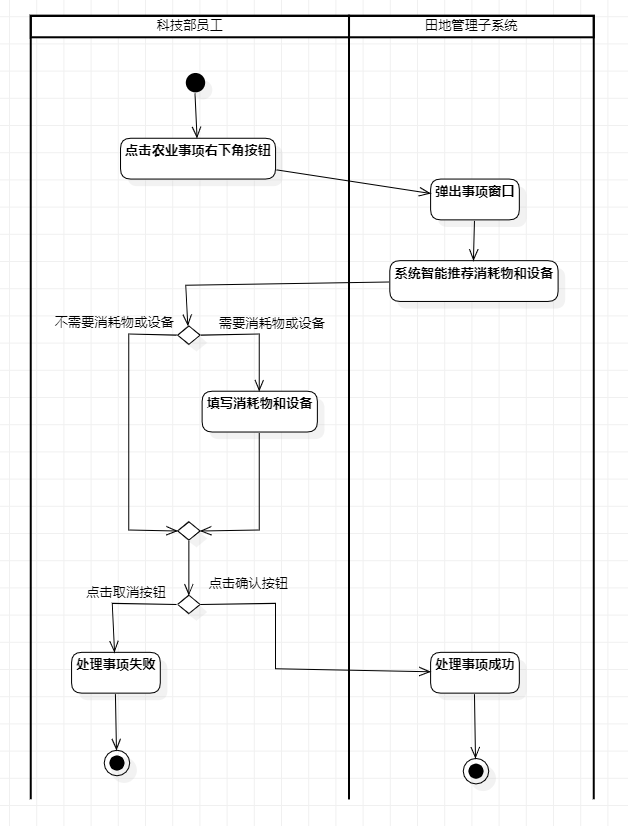 科技部员工
田地管理子系统
点击农业事项右下角按钮
弹出事项窗口
系统智能推荐消耗物和设备
不需要消耗物或设备
需要消耗物或设备
填写消耗物和设备
点击取消按钮
点击确认按钮
处理事项失败
处理事项成功